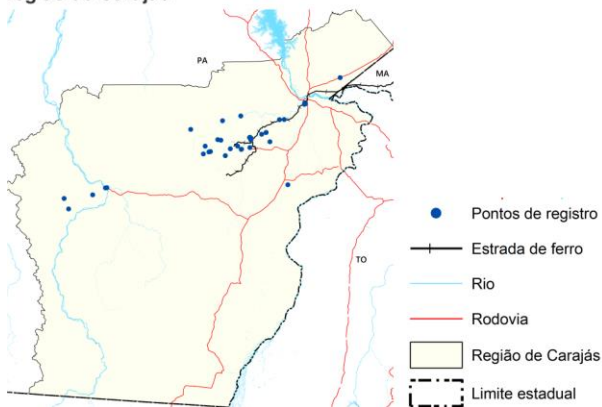 PA
MA
TO
Pontos de registro
Estrada de ferro
Rio
Rodovia
Região de Carajás
Limite estadual